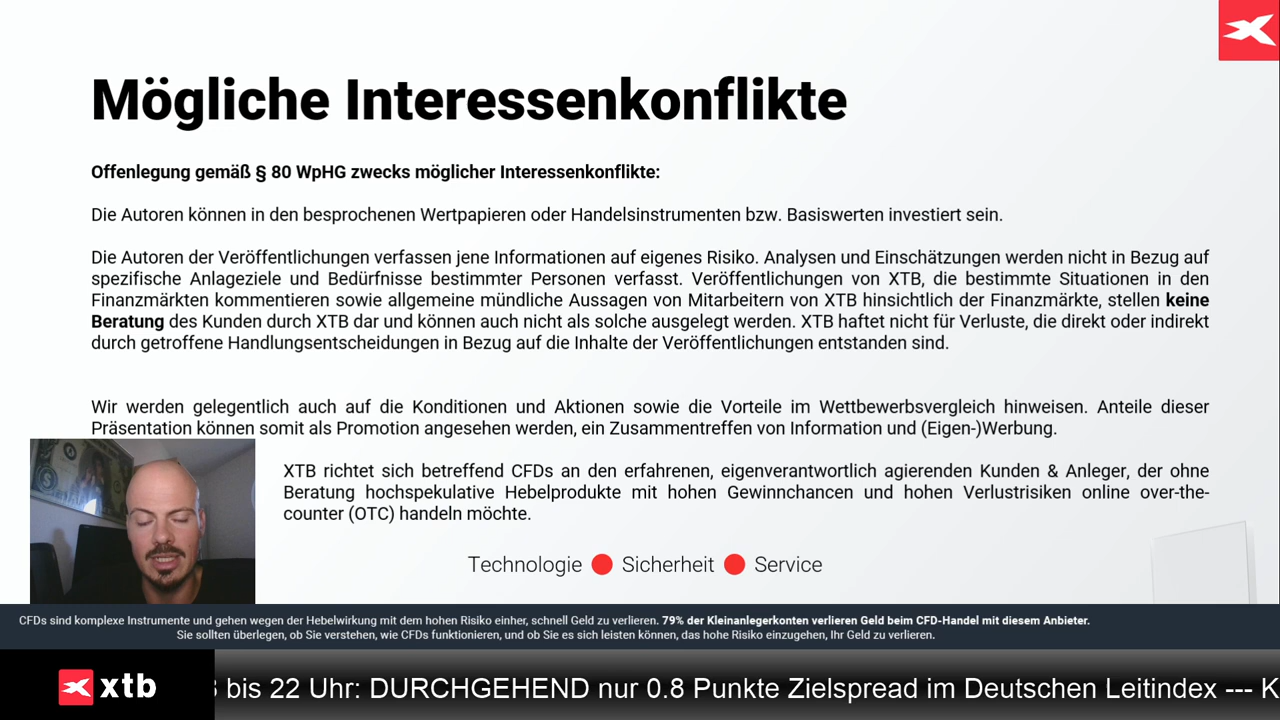 Mögliche Interessenkonflikte
Offenlegung gemäß § 80 WpHG zwecks möglicher Interessenkonflikte:
Die Autoren können in den besprochenen Wertpapieren oder Handelsinstrumenten bzw. Basiswerten investiert sein.
Die Autoren der Veröffentlichungen verfassen jene Informationen auf eigenes Risiko. Analysen und Einschätzungen werden nicht in Bezug auf
spezifische Anlageziele und Bedürfnisse bestimmter Personen verfasst. Veröffentlichungen von XTB, die bestimmte Situationen in den
Finanzmärkten kommentieren sowie allgemeine mündliche Aussagen von Mitarbeitern von XTB hinsichtlich der Finanzmärkte, stellen keine
Beratung des Kunden durch XTB dar und können auch nicht als solche ausgelegt werden. XTB haftet nicht für Verluste, die direkt oder indirekt
durch getroffene Handlungsentscheidungen in Bezug auf die Inhalte der Veröffentlichungen entstanden sind.
Wir werden gelegentlich auch auf die Konditionen und Aktionen sowie die Vorteile im Wettbewerbsvergleich hinweisen. Anteile dieser
Präsentation können somit als Promotion angesehen werden, ein Zusammentreffen von Information und (Eigen-)Werbung.
XTB richtet sich betreffend CFDs an den erfahrenen, eigenverantwortlich agierenden Kunden & Anleger, der ohne
Beratung hochspekulative Hebelprodukte mit hohen Gewinnchancen und hohen Verlustrisiken online over-the-
counter (OTC) handeln möchte.
Technologie Sicherheit Service
CFDs sind komplexe Instrumente und gehen wegen der Hebelwirkung mit dem hohen Risiko einher, schnell Geld zu verlieren. 79% der Kleinanlegerkonten verlieren Geld beim CFD-Handel mit diesem Anbieter.
Sie sollten überlegen, ob Sie verstehen, wie CFDs funktionieren, und ob Sie es sich leisten können, das hohe Risiko einzugehen, Ihr Geld zu verlieren.
xtb bis 22 Uhr: DURCHGEHEND nur 0.8 Punkte Zielspread im Deutschen Leitindex --- K